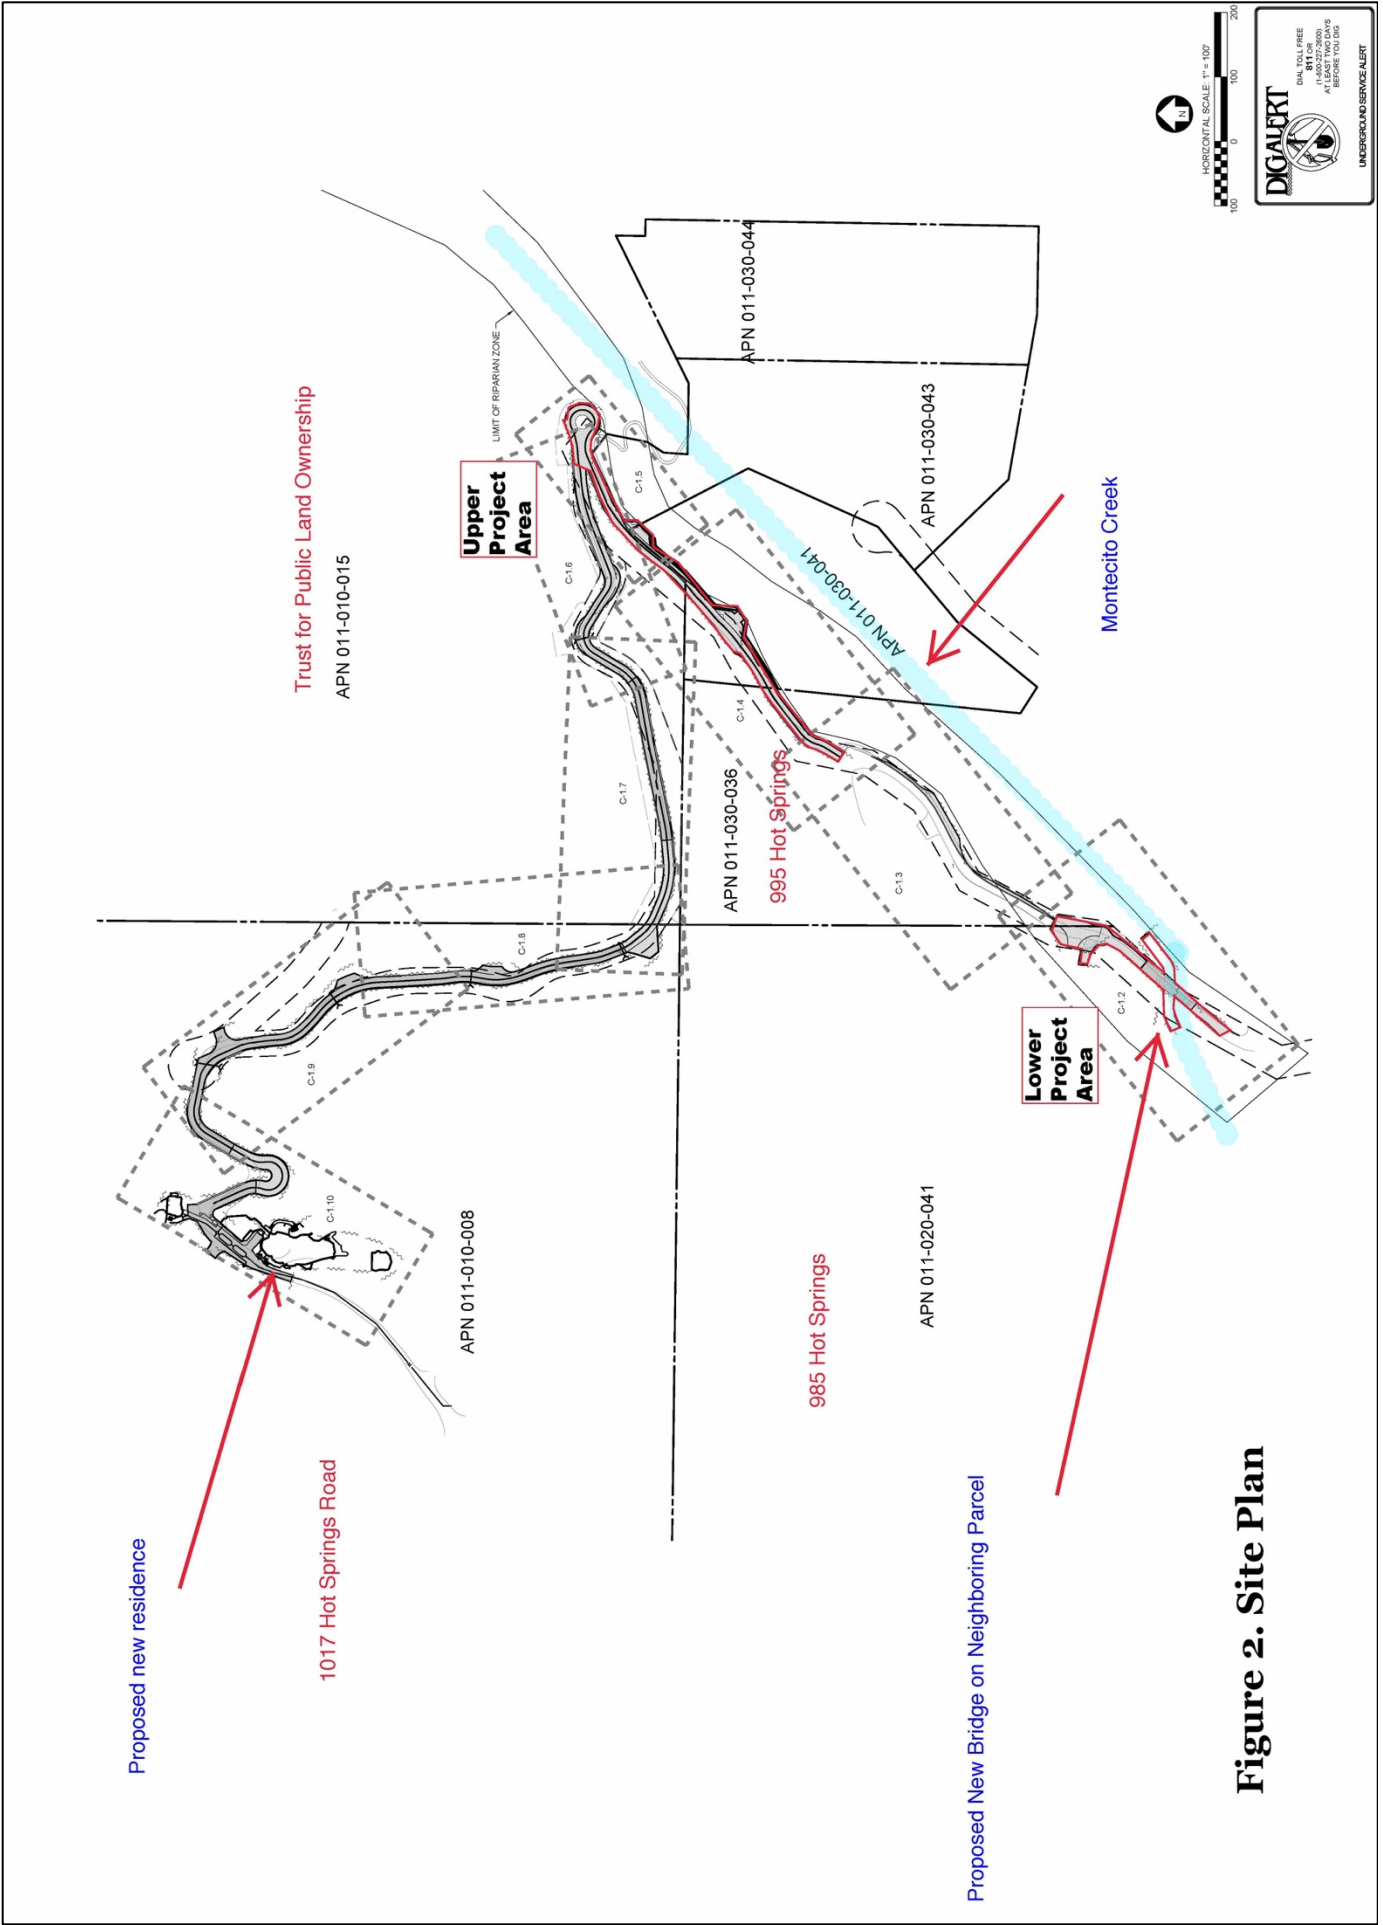 Proposed new residence
1017 Hot Springs Road
APN 011-010-008
Trust for Public Land Ownership
APN 011-010-015
LIMIT OF RIPARIAN ZONE
Upper
Project
Area
C-1.10
C-1.9
C-1.8
C-1.7
C-1.6
C-1.5
C-1.4
C-1.3
C-1.2
APN 011-030-036
995 Hot Springs
985 Hot Springs
APN 011-020-041
APN 011-030-044
APN 011-030-043
APN 011-030-041
Montecito Creek
Lower
Project
Area
Proposed New Bridge on Neighboring Parcel
Figure 2. Site Plan
N
HORIZONTAL SCALE: 1" = 100'
100 0 100 200
DIGALERT
DIAL TOLL FREE
811 OR
(1-800-227-2600)
AT LEAST TWO DAYS
BEFORE YOU DIG
UNDERGROUND SERVICE ALERT